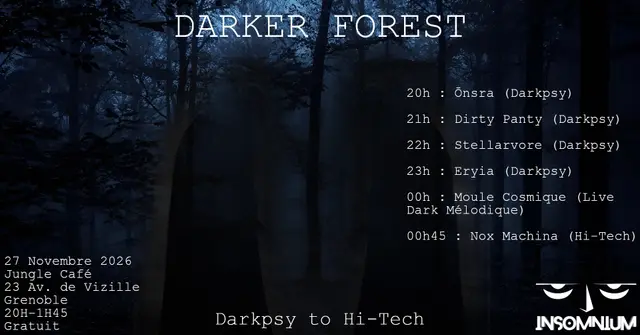 DARKER FOREST
20h : Ōnsra (Darkpsy)
21h : Dirty Panty (Darkpsy)
22h : Stellarvore (Darkpsy)
23h : Eryia (Darkpsy)
00h : Moule Cosmique (Live
Dark Mélodique)
00h45 : Nox Machina (Hi-Tech)
27 Novembre 2026
Jungle Café
23 Av. de Vizille
Grenoble
20H-1H45
Gratuit
Darkpsy to Hi-Tech
INSOMNIUM